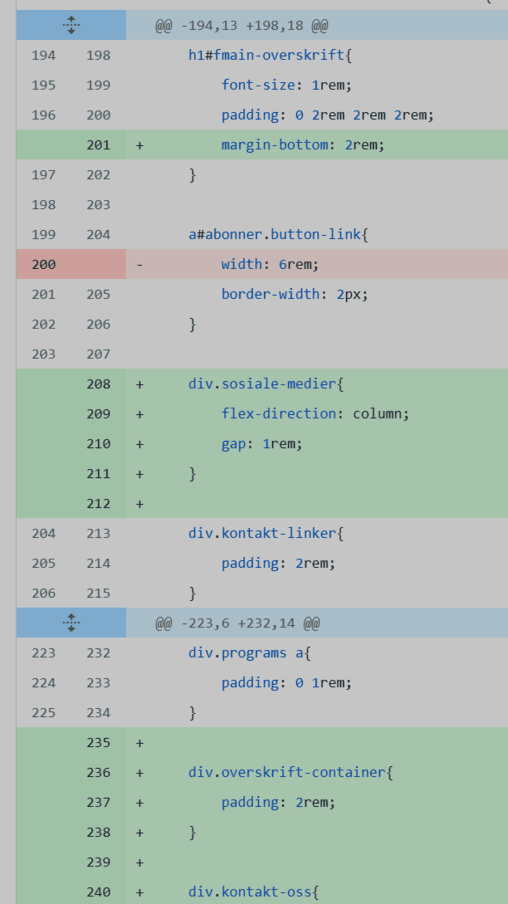 {
@@ -194,13 +198,18 @@
194 198 h1#fmain-overskrift{
195 199 font-size: 1rem;
196 200 padding: 0 2rem 2rem 2rem;
201 + margin-bottom: 2rem;
197 202 }
198 203
199 204 a#abonner.button-link{
200 - width: 6rem;
201 205 border-width: 2px;
202 206 }
203 207
208 + div.sosiale-medier{
209 + flex-direction: column;
210 + gap: 1rem;
211 + }
212 +
204 213 div.kontakt-linker{
205 214 padding: 2rem;
206 215 }
@@ -223,6 +232,14 @@
223 232 div.programs a{
224 233 padding: 0 1rem;
225 234 }
235 +
236 + div.overskrift-container{
237 + padding: 2rem;
238 + }
239 +
240 + div.kontakt-oss{